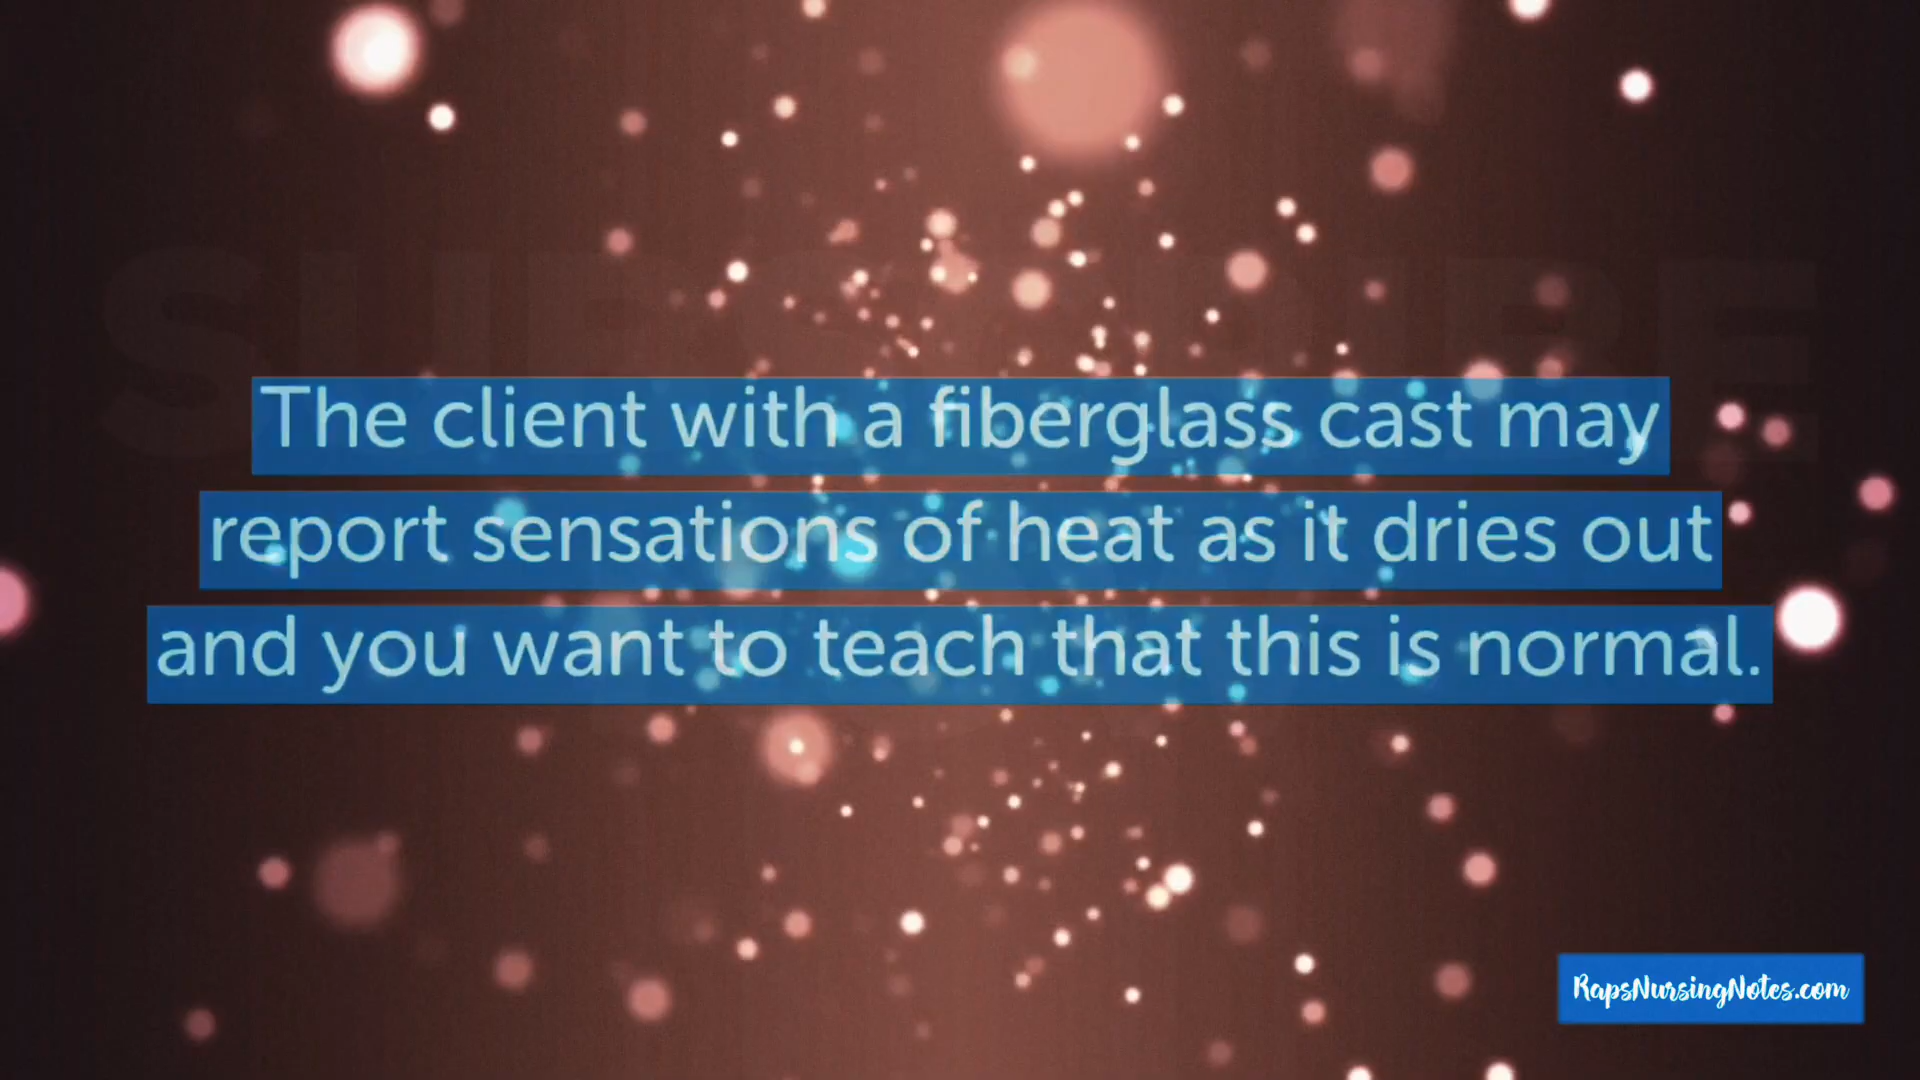 SUBSCRIBE
The client with a fiberglass cast may
report sensations of heat as it dries out
and you want to teach that this is normal.
RapsNursingNotes.com